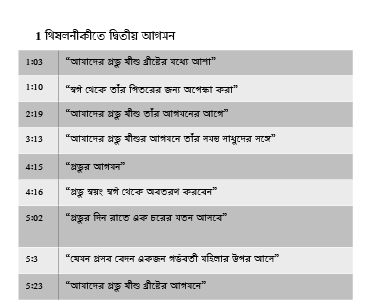 1 থিষলনীকীতে দ্বিতীয় আগমন
1:03 “আমাদের প্রভু যীশু খ্রীষ্টের মধ্যে আশা”
1:10 “স্বর্গ থেকে তাঁর পিতরের জন্য অপেক্ষা করা”
2:19 “আমাদের প্রভু যীশু তাঁর আগমনের আগে”
3:13 “আমাদের প্রভু যীশুর আগমনে তাঁর সমস্ত সাধুদের সঙ্গে”
4:15 “প্রভুর আগমন”
4:16 “প্রভু স্বয়ং স্বর্গ থেকে অবতরণ করবেন”
5:02 “প্রভুর দিন রাতে এক চরের মতন আসবে”
5:3 “যেমন প্রসব বেদন একজন গর্ভবতী মহিলার উপর আসে”
5:23 “আমাদের প্রভু যীশু খ্রীষ্টের আগমনে”